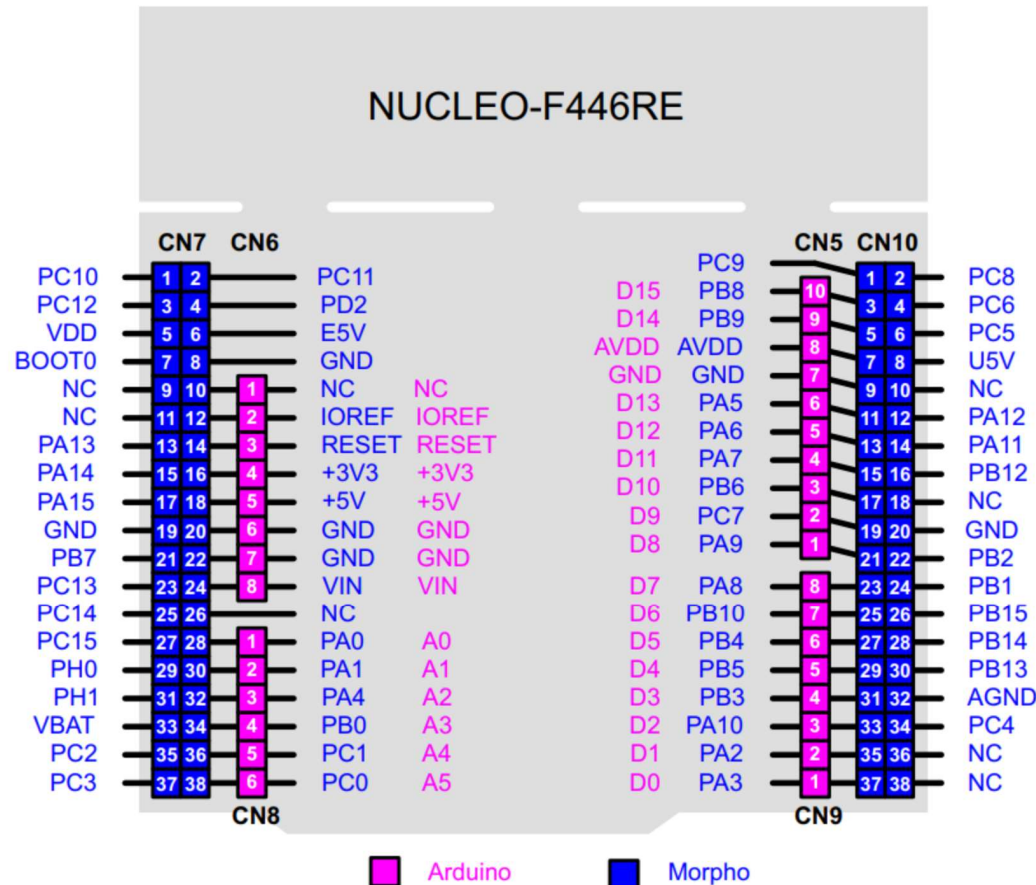 NUCLEO-F446RE
CN7 CN6 CN5 CN10
PC9
PC10 1 2 PC11 D15 PB8 10 1 2 PC8
PC12 3 4 PD2 D14 PB9 9 3 4 PC6
VDD 5 6 E5V AVDD AVDD 8 5 6 PC5
BOOT0 7 8 GND GND GND 7 7 8 U5V
NC 9 10 1 NC NC D13 PA5 6 9 10 NC
NC 11 12 2 IOREF IOREF D12 PA6 5 11 12 PA12
PA13 13 14 3 RESET RESET D11 PA7 4 13 14 PA11
PA14 15 16 4 +3V3 +3V3 D10 PB6 3 15 16 PB12
PA15 17 18 5 +5V +5V D9 PC7 2 17 18 NC
GND 19 20 6 GND GND D8 PA9 1 19 20 GND
PB7 21 22 7 GND GND 21 22 PB2
PC13 23 24 8 VIN VIN D7 PA8 8 23 24 PB1
PC14 25 26 NC D6 PB10 7 25 26 PB15
PC15 27 28 1 PA0 A0 D5 PB4 6 27 28 PB14
PH0 29 30 2 PA1 A1 D4 PB5 5 29 30 PB13
PH1 31 32 3 PA4 A2 D3 PB3 4 31 32 AGND
VBAT 33 34 4 PB0 A3 D2 PA10 3 33 34 PC4
PC2 35 36 5 PC1 A4 D1 PA2 2 35 36 NC
PC3 37 38 6 PC0 A5 D0 PA3 1 37 38 NC
CN8 CN9
Arduino Morpho